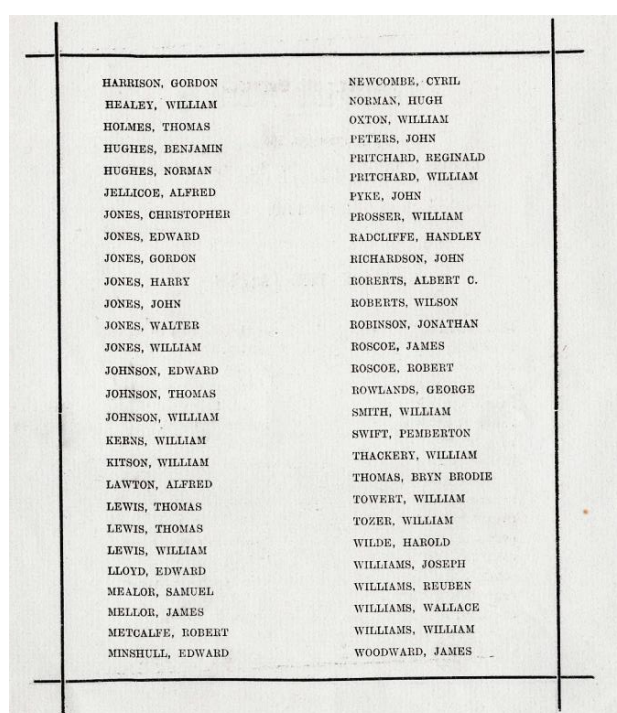 HARRISON, GORDON
HEALEY, WILLIAM
HOLMES, THOMAS
HUGHES, BENJAMIN
HUGHES, NORMAN
JELLICOE, ALFRED
JONES, CHRISTOPHER
JONES, EDWARD
JONES, GORDON
JONES, HARRY
JONES, JOHN
JONES, WALTER
JONES, WILLIAM
JOHNSON, EDWARD
JOHNSON, THOMAS
JOHNSON, WILLIAM
KERNS, WILLIAM
KITSON, WILLIAM
LAWTON, ALFRED
LEWIS, THOMAS
LEWIS, THOMAS
LEWIS, WILLIAM
LLOYD, EDWARD
MEALOR, SAMUEL
MELLOR, JAMES
METCALFE, ROBERT
MINSHULL, EDWARD
NEWCOMBE, CYRIL
NORMAN, HUGH
OXTON, WILLIAM
PETERS, JOHN
PRITCHARD, REGINALD
PRITCHARD, WILLIAM
PYKE, JOHN
PROSSER, WILLIAM
RADCLIFFE, HANDLEY
RICHARDSON, JOHN
ROBERTS, ALBERT C.
ROBERTS, WILSON
ROBINSON, JONATHAN
ROSCOE, JAMES
ROSCOE, ROBERT
ROWLANDS, GEORGE
SMITH, WILLIAM
SWIFT, PEMBERTON
THACKERY, WILLIAM
THOMAS, BRYN BRODIE
TOWERT, WILLIAM
TOZER, WILLIAM
WILDE, HAROLD
WILLIAMS, JOSEPH
WILLIAMS, REUBEN
WILLIAMS, WALLACE
WILLIAMS, WILLIAM
WOODWARD, JAMES